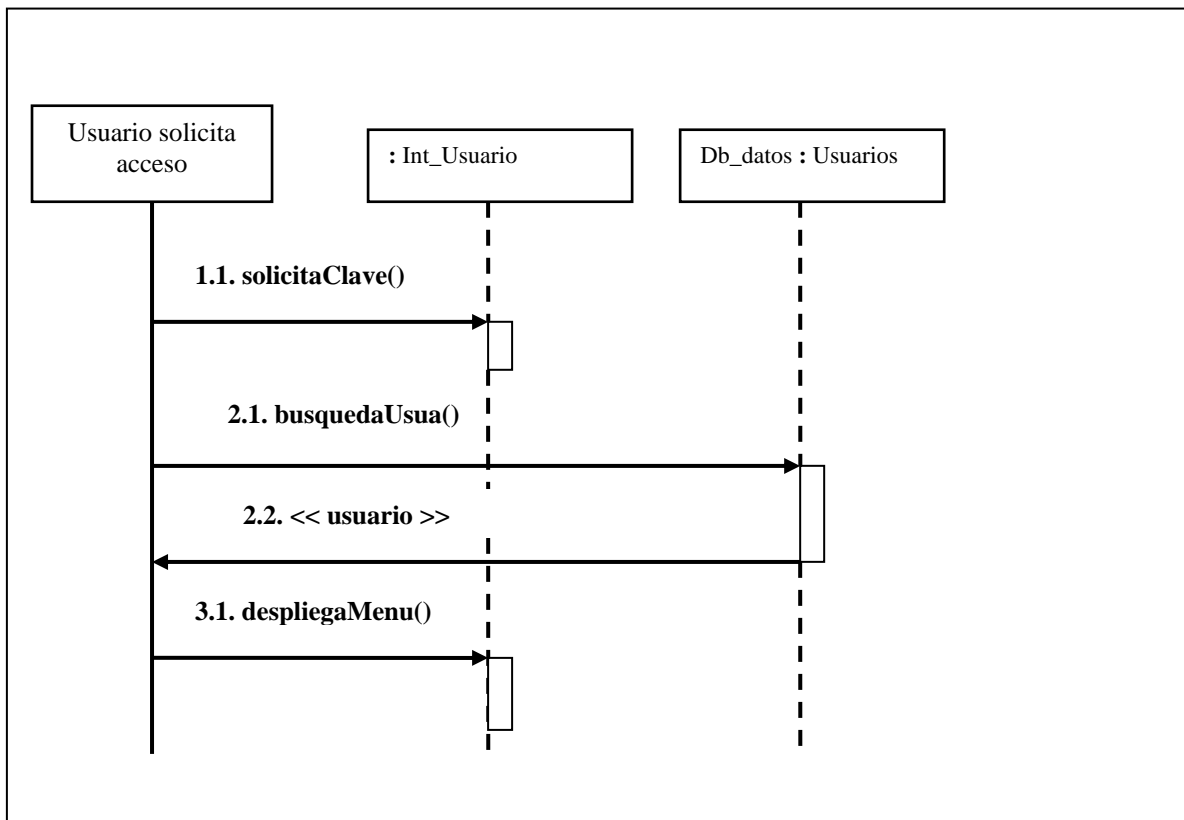 Usuario solicita
acceso
: Int_Usuario
Db_datos : Usuarios
1.1. solicitaClave()
2.1. busquedaUsua()
2.2. << usuario >>
3.1. despliegaMenu()